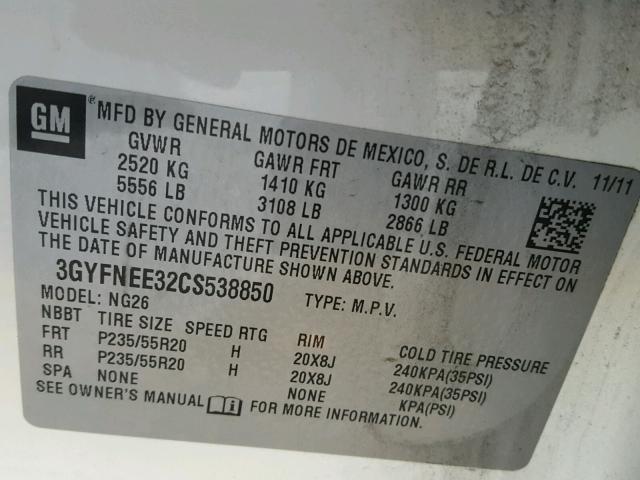 GM ® MFD BY GENERAL MOTORS DE MEXICO, S. DE R.L. DE C.V. 11/11
GVWR GAWR FRT GAWR RR
2520 KG 1410 KG 1300 KG
5556 LB 3108 LB 2866 LB
THIS VEHICLE CONFORMS TO ALL APPLICABLE U.S. FEDERAL MOTOR
VEHICLE SAFETY AND THEFT PREVENTION STANDARDS IN EFFECT ON
THE DATE OF MANUFACTURE SHOWN ABOVE.
3GYFNEE32CS538850 TYPE: M.P.V.
MODEL: NG26
NBBT TIRE SIZE SPEED RTG RIM COLD TIRE PRESSURE
FRT P235/55R20 H 20X8J 240KPA(35PSI)
RR P235/55R20 H 20X8J 240KPA(35PSI)
SPA NONE NONE KPA(PSI)
SEE OWNER'S MANUAL FOR MORE INFORMATION.